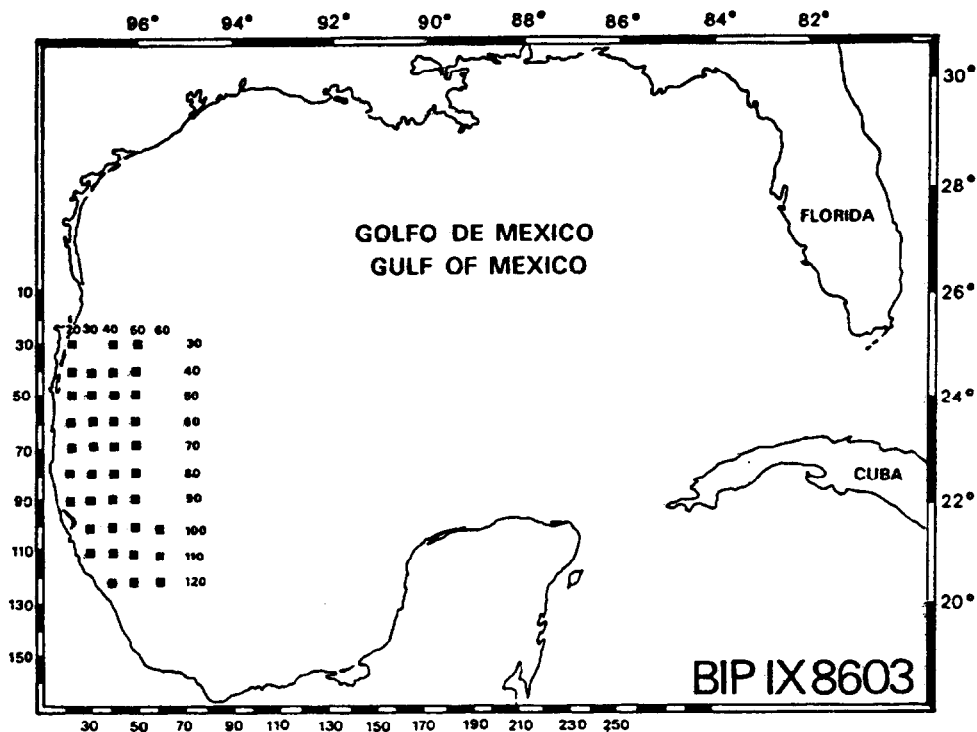 96° 94° 92° 90° 88° 86° 84° 82°
30°
28°
FLORIDA
GOLFO DE MEXICO
GULF OF MEXICO
10 26°
20 30 40 50 60
30 30
40
50 50 24°
60
70 70
80 CUBA
90 90 22°
100
110 110
120
130 20°
150
BIP IX 8603
30 50 70 90 110 130 150 170 190 210 230 250